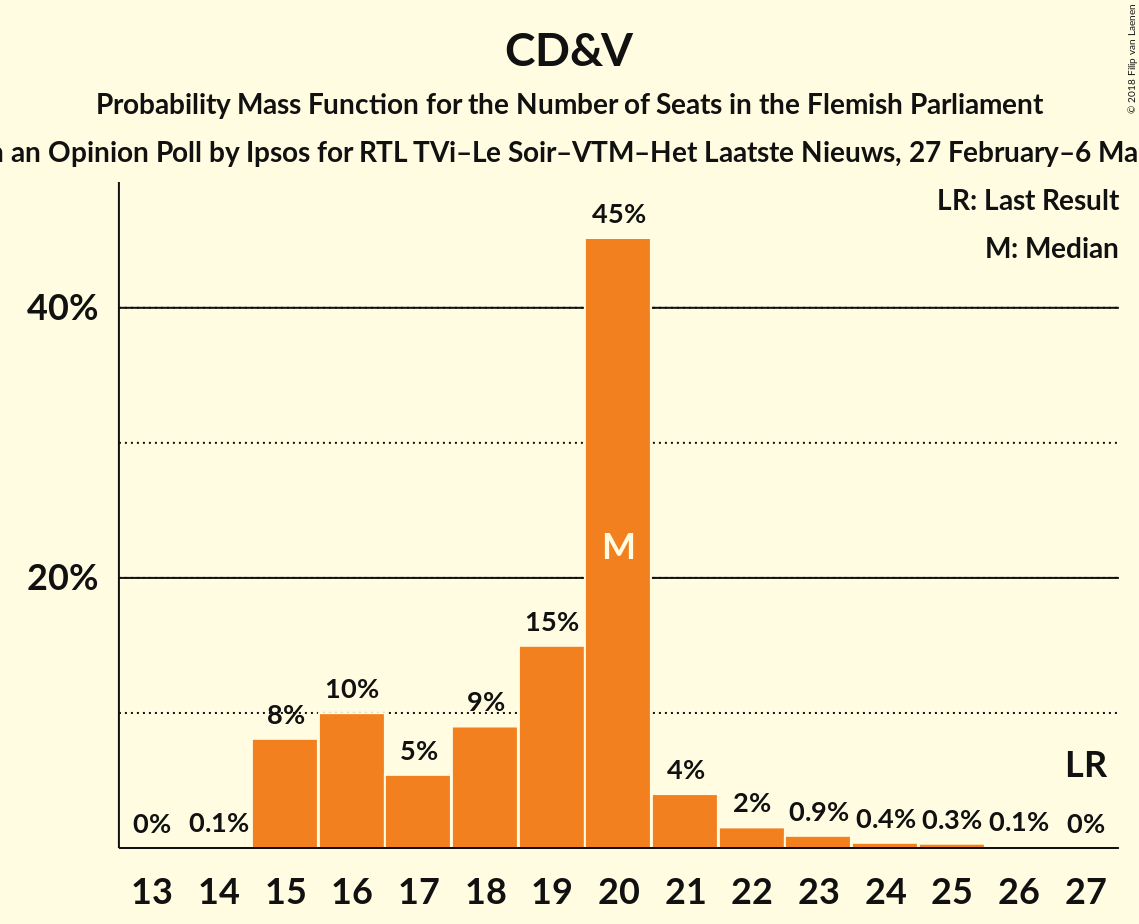 CD&V
Probability Mass Function for the Number of Seats in the Flemish Parliament
an Opinion Poll by Ipsos for RTL TVi–Le Soir–VTM–Het Laatste Nieuws, 27 February–6 Ma
© 2018 Filip van Laenen
LR: Last Result
M: Median
45%
40%
M
20%
15%
10%
8%
9%
5%
4%
LR
2%
0% 0.1% 0.9% 0.4% 0.3% 0.1% 0%
13 14 15 16 17 18 19 20 21 22 23 24 25 26 27